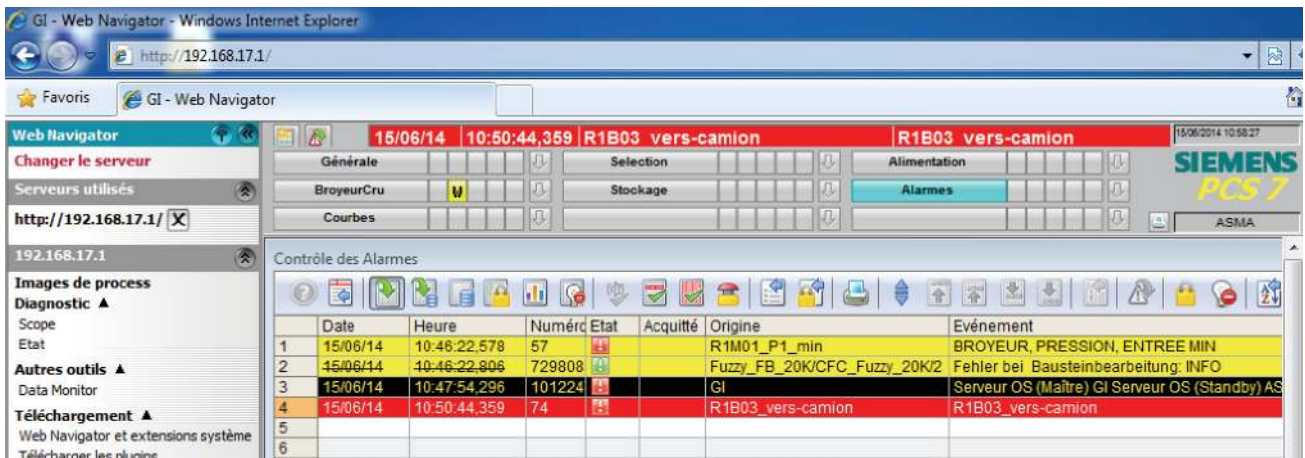 GI - Web Navigator - Windows Internet Explorer
http://192.168.17.1/
Favoris GI - Web Navigator
Web Navigator
Changer le serveur
Serveurs utilisés
http://192.168.17.1/ X
192.168.17.1
Images de process
Diagnostic ▲
Scope
Etat
Autres outils ▲
Data Monitor
Téléchargement ▲
Web Navigator et extensions système
Télécharger les plugins
15/06/14 10:50:44,359 R1B03 vers-camion R1B03 vers-camion
15/06/2014 10:58:27
Générale Selection Alimentation
BroyeurCru W Stockage Alarmes
Courbes
SIEMENS
PCS 7
ASMA
Contrôle des Alarmes
Date Heure Numérc Etat Acquitté Origine Evénement
1 15/06/14 10:46:22,578 57 R1M01_P1_min BROYEUR, PRESSION, ENTREE MIN
2 15/06/14 10:46:22,806 729808 Fuzzy_FB_20K/CFC_Fuzzy_20K/2 Fehler bei Bausteinbearbeitung: INFO
3 15/06/14 10:47:54,296 101224 GI Serveur OS (Maître) GI Serveur OS (Standby) AS
4 15/06/14 10:50:44,359 74 R1B03_vers-camion R1B03_vers-camion
5
6